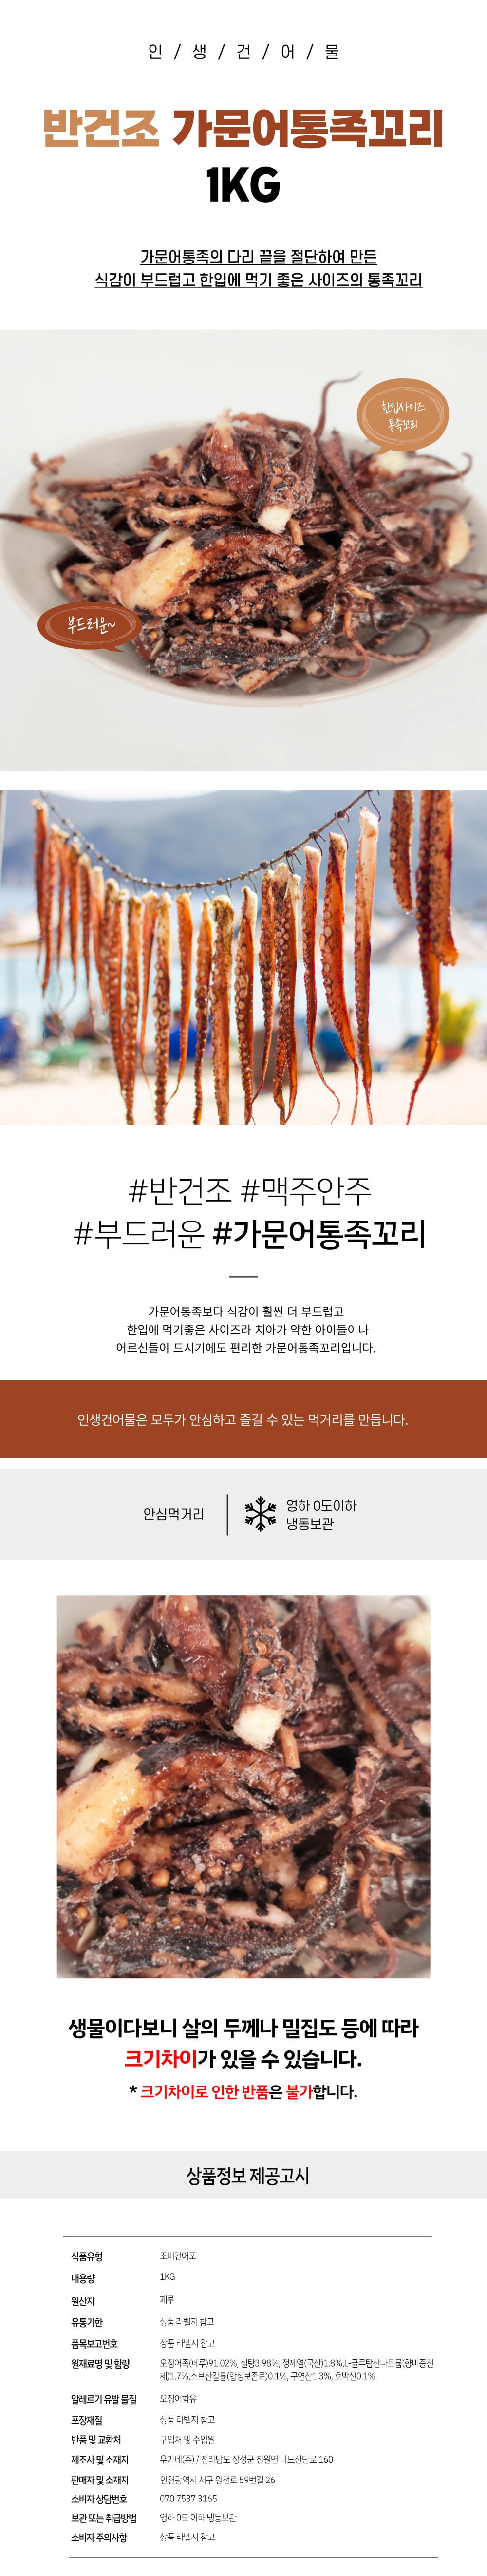 인 / 생 / 건 / 어 / 물
반건조 가문어통족꼬리
1KG
가문어통족의 다리 끝을 절단하여 만든
식감이 부드럽고 한입에 먹기 좋은 사이즈의 통족꼬리
한입사이즈
통족꼬리
부드러운~
#반건조 #맥주안주
#부드러운 #가문어통족꼬리
가문어통족보다 식감이 훨씬 더 부드럽고
한입에 먹기좋은 사이즈라 치아가 약한 아이들이나
어르신들이 드시기에도 편리한 가문어통족꼬리입니다.
인생건어물은 모두가 안심하고 즐길 수 있는 먹거리를 만듭니다.
안심먹거리
영하 0도이하
냉동보관
생물이다보니 살의 두께나 밀집도 등에 따라
크기차이가 있을 수 있습니다.
* 크기차이로 인한 반품은 불가합니다.
상품정보 제공고시
식품유형 조미건어포
내용량 1KG
원산지 페루
유통기한 상품 라벨지 참고
품목보고번호 상품 라벨지 참고
원재료명 및 함량 오징어족(페루)91.02%, 설탕3.98%, 정제염(국산)1.8%,L-글루탐산나트륨(향미증진
제)1.7%,소브산칼륨(합성보존료)0.1%, 구연산1.3%, 호박산0.1%
알레르기 유발 물질 오징어함유
포장재질 상품 라벨지 참고
반품 및 교환처 구입처 및 수입원
제조사 및 소재지 우가네(주) / 전라남도 장성군 진원면 나노산단로 160
판매자 및 소재지 인천광역시 서구 원전로 59번길 26
소비자 상담번호 070 7537 3165
보관 또는 취급방법 영하 0도 이하 냉동보관
소비자 주의사항 상품 라벨지 참고